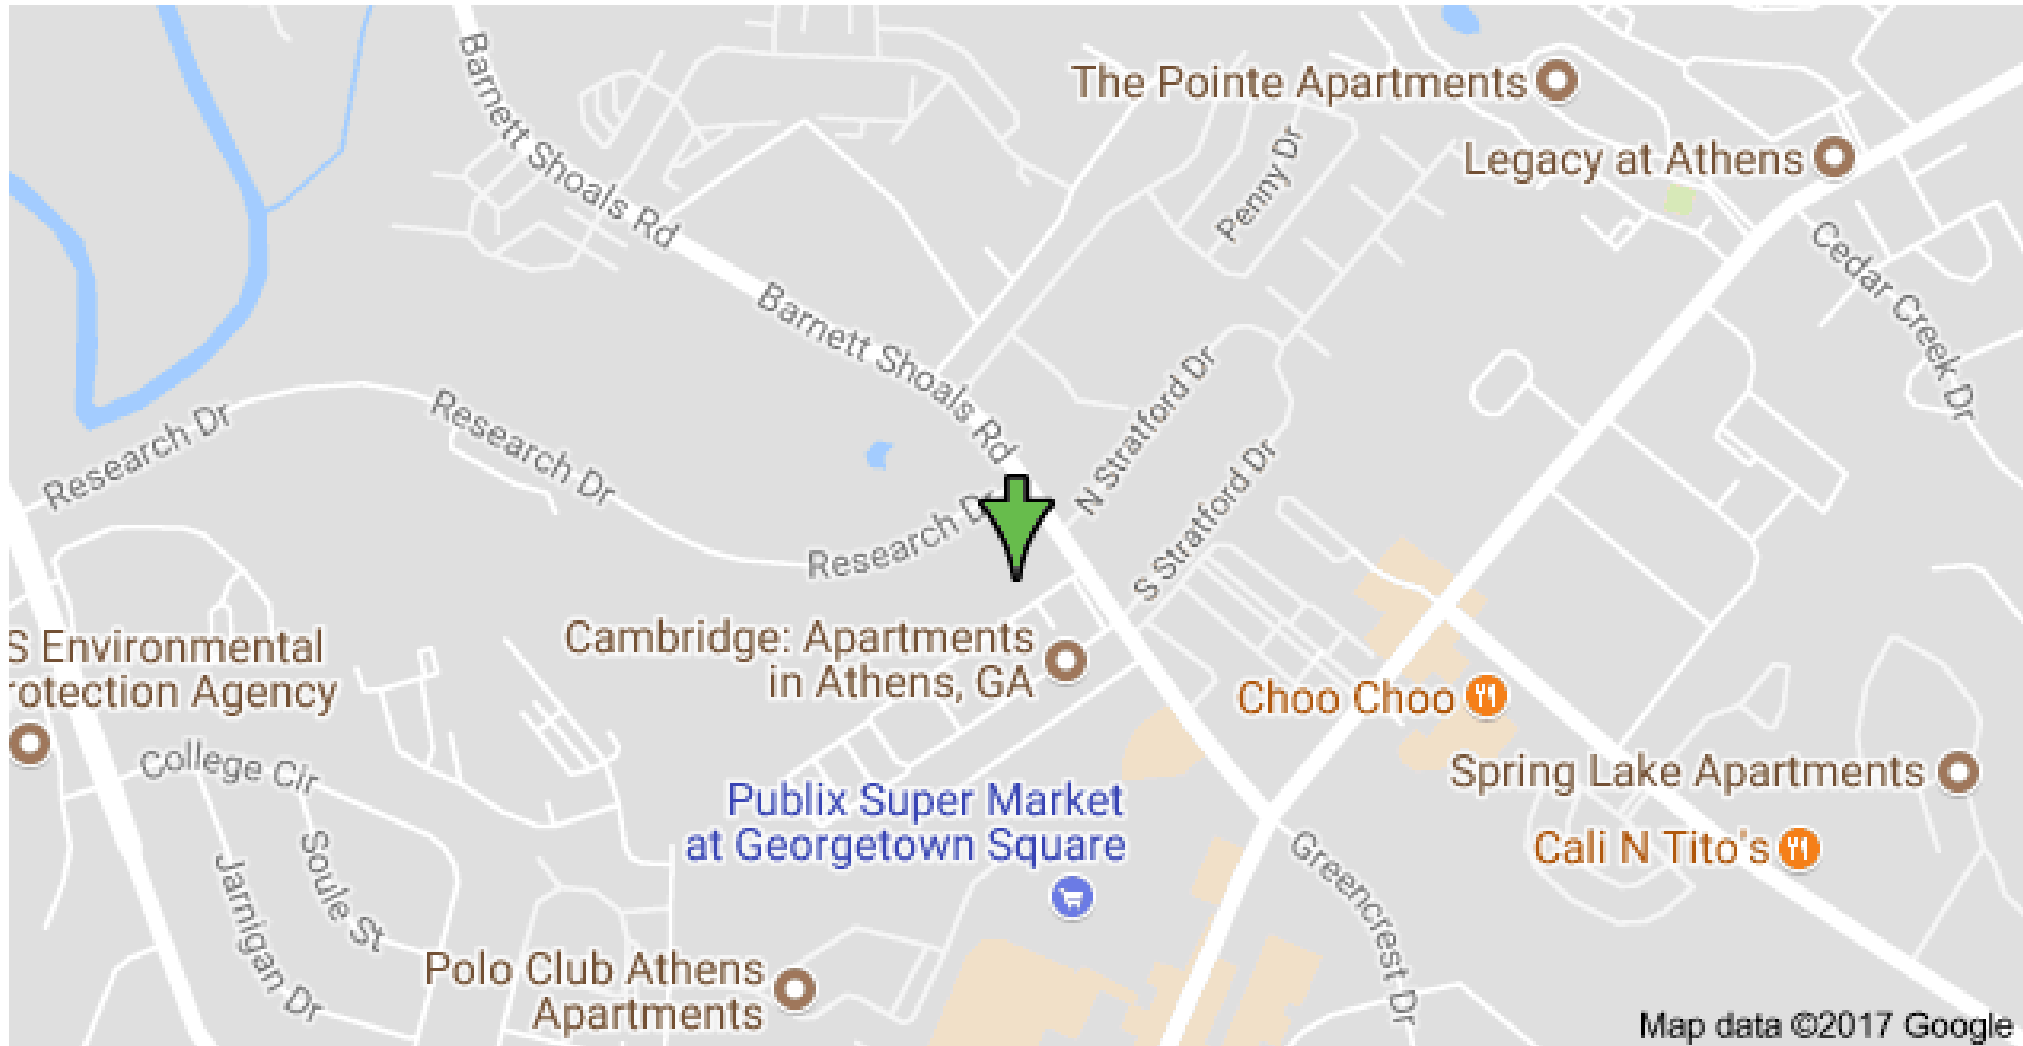 Barnett Shoals Rd
The Pointe Apartments
Legacy at Athens
Penny Dr
Cedar Creek Dr
Barnett Shoals Rd
Research Dr
Research Dr
N Stratford Dr
S Stratford Dr
Research Dr
S Environmental
rotection Agency
Cambridge: Apartments
in Athens, GA
Choo Choo
College Cir
Spring Lake Apartments
Publix Super Market
at Georgetown Square
Cali N Tito's
Soule St
Jarnigan Dr
Greencrest Dr
Polo Club Athens
Apartments
Map data ©2017 Google